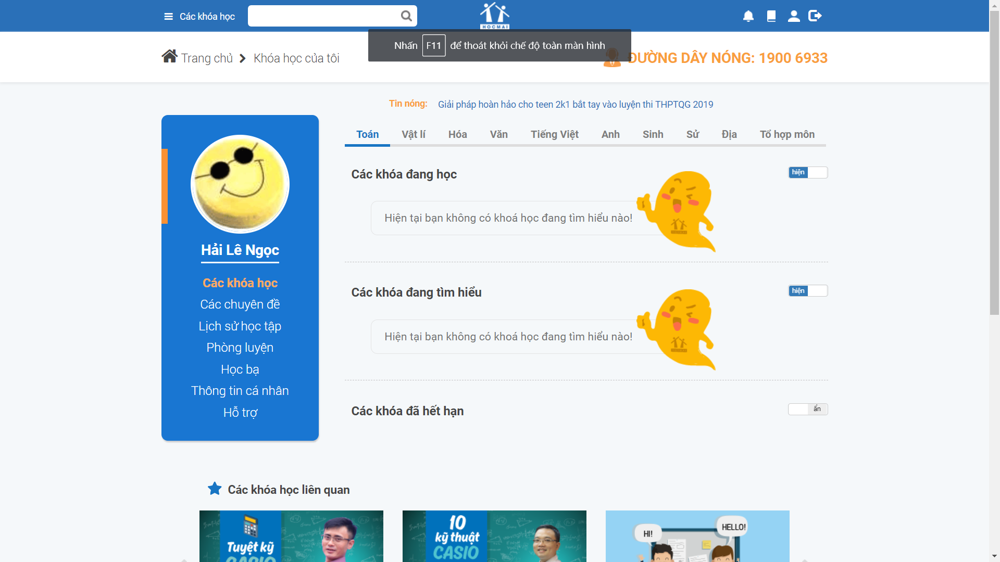 Các khóa học
HOCMAI
Nhấn F11 để thoát khỏi chế độ toàn màn hình
Trang chủ
Khóa học của tôi
ĐƯỜNG DÂY NÓNG: 1900 6933
Tin nóng:
Giải pháp hoàn hảo cho teen 2k1 bắt tay vào luyện thi THPTQG 2019
Toán
Vật lí
Hóa
Văn
Tiếng Việt
Anh
Sinh
Sử
Địa
Tổ hợp môn
Hải Lê Ngọc
Các khóa học
Các chuyên đề
Lịch sử học tập
Phòng luyện
Học bạ
Thông tin cá nhân
Hỗ trợ
Các khóa đang học
hiện
Hiện tại bạn không có khoá học đang tìm hiểu nào!
Các khóa đang tìm hiểu
hiện
Hiện tại bạn không có khoá học đang tìm hiểu nào!
Các khóa đã hết hạn
ẩn
Các khóa học liên quan
Tuyệt kỹ
CASIO
10
kỹ thuật
CASIO
HI!
HELLO!